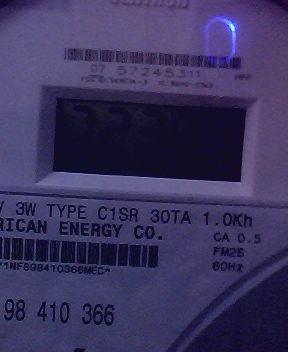 07 57245311
V 3W TYPE C1SR 30TA 1.0Kh
RICAN ENERGY CO.
CA 0.5
FM2S
60Hz
*1NFS98410366MEC*
98 410 366